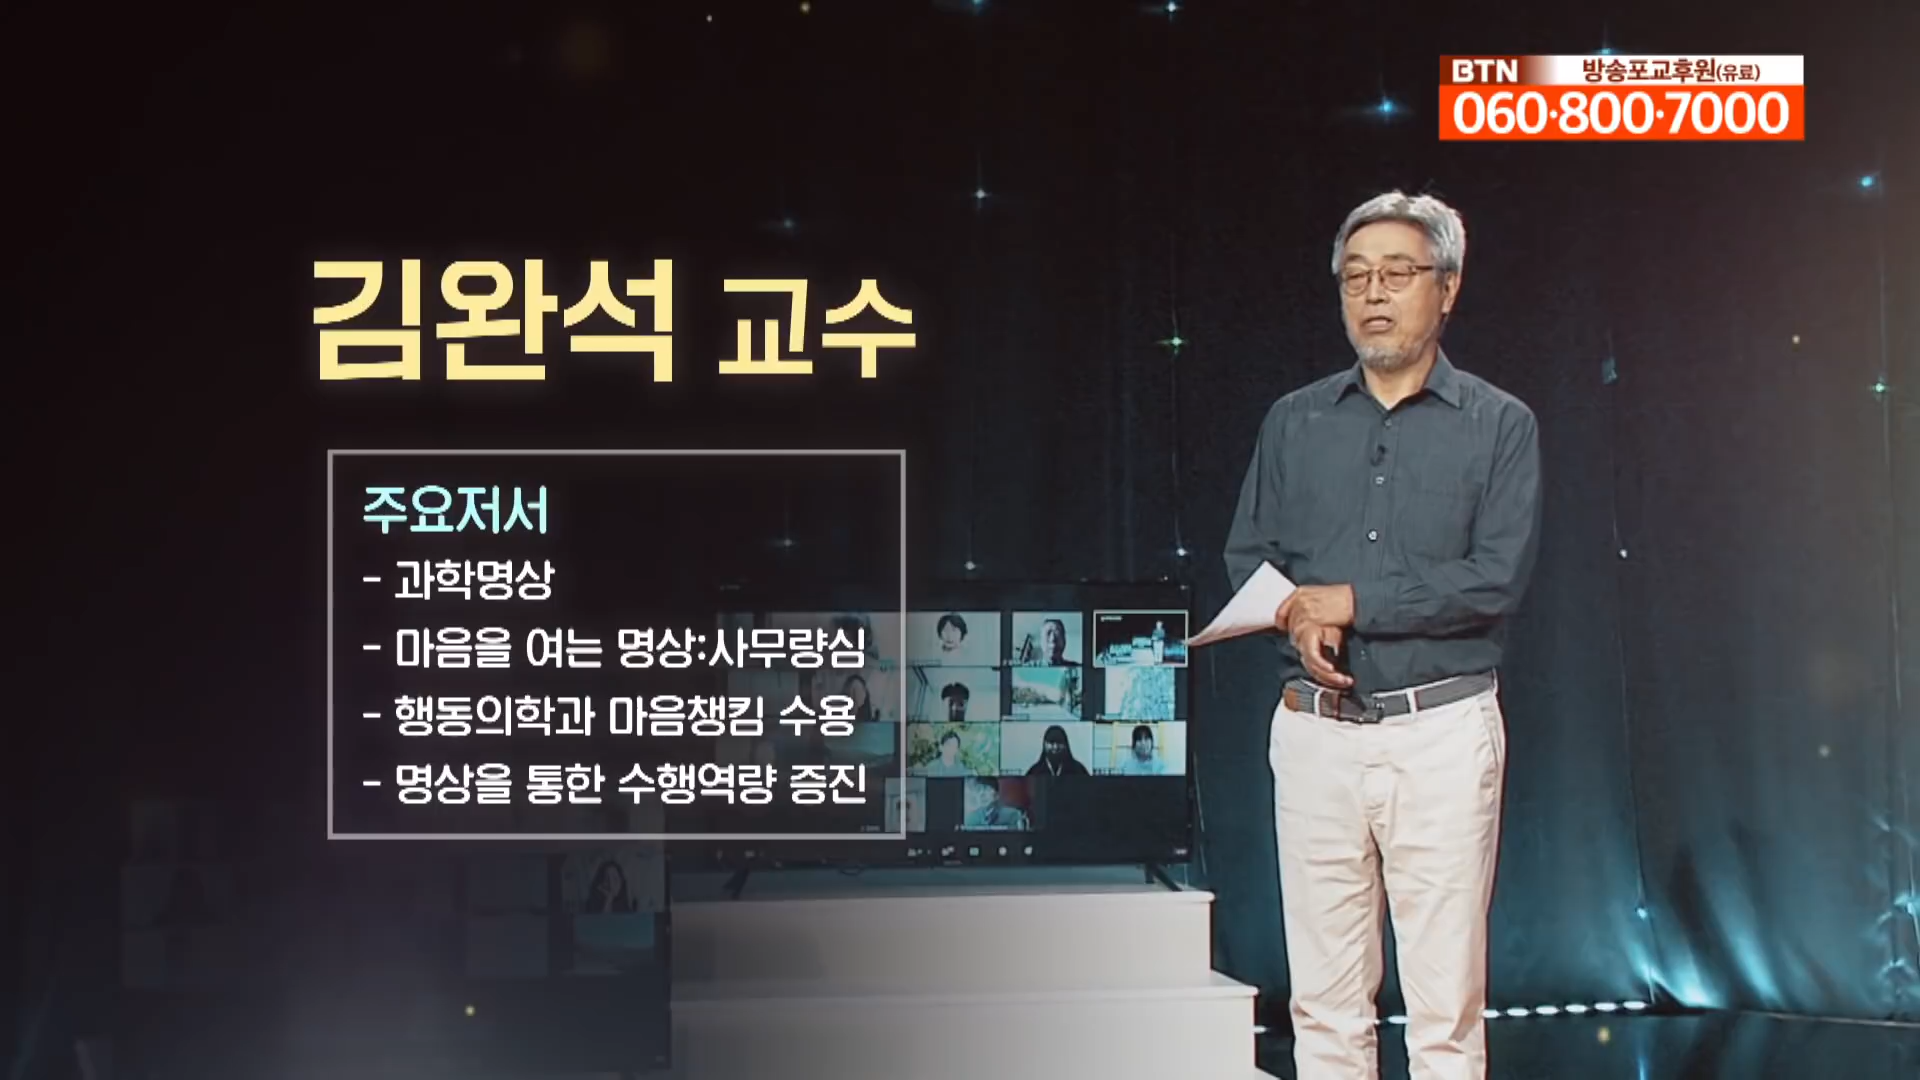 BTN 방송포교후원(유료)
060·800·7000
김완석 교수
주요저서
- 과학명상
- 마음을 여는 명상:사무량심
- 행동의학과 마음챙김 수용
- 명상을 통한 수행역량 증진